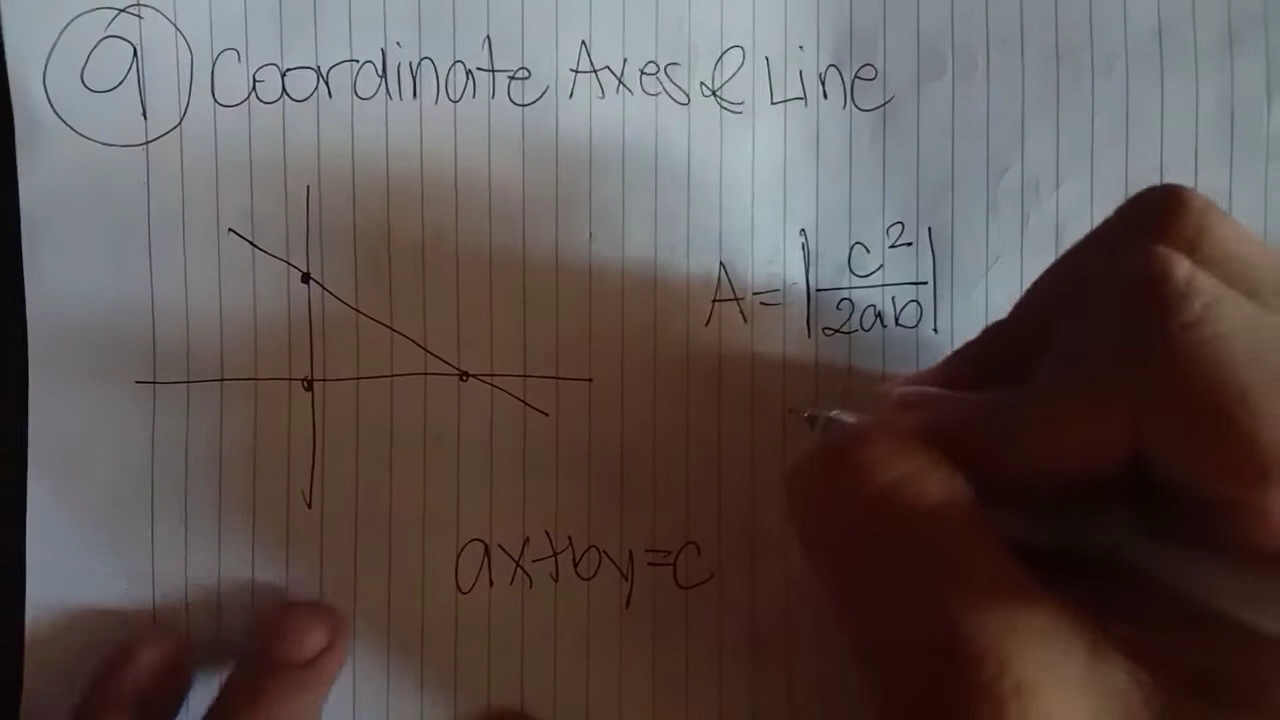 9 Coordinate Axes & Line
A = |c²/2ab|
ax+by=c